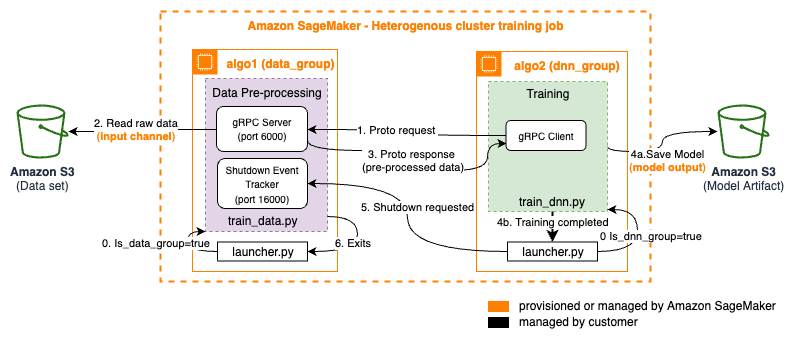 Amazon SageMaker - Heterogenous cluster training job
algo1 (data_group)
algo2 (dnn_group)
Data Pre-processing
Training
gRPC Server
(port 6000)
gRPC Client
Shutdown Event
Tracker
(port 16000)
train_data.py
train_dnn.py
launcher.py
launcher.py
Amazon S3
(Data set)
Amazon S3
(Model Artifact)
2. Read raw data
(input channel)
1. Proto request
3. Proto response
(pre-processed data)
4a.Save Model
(model output)
5. Shutdown requested
4b. Training completed
0. Is_data_group=true
6. Exits
0 Is_dnn_group=true
provisioned or managed by Amazon SageMaker
managed by customer